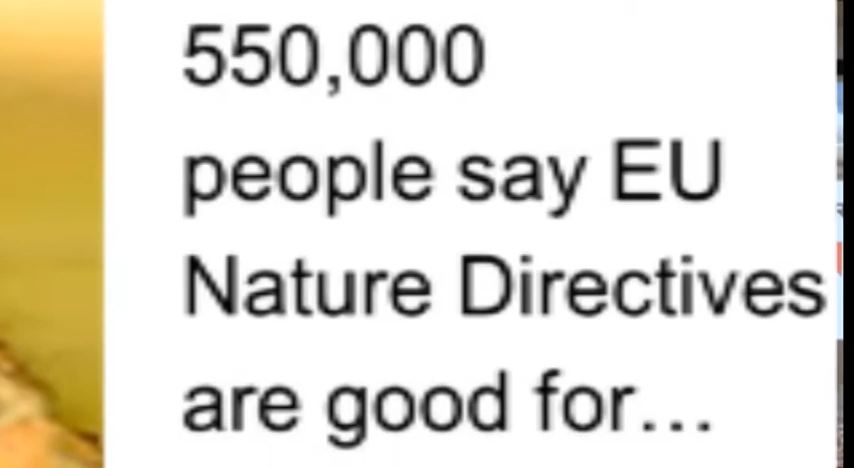 550,000
people say EU
Nature Directives
are good for...